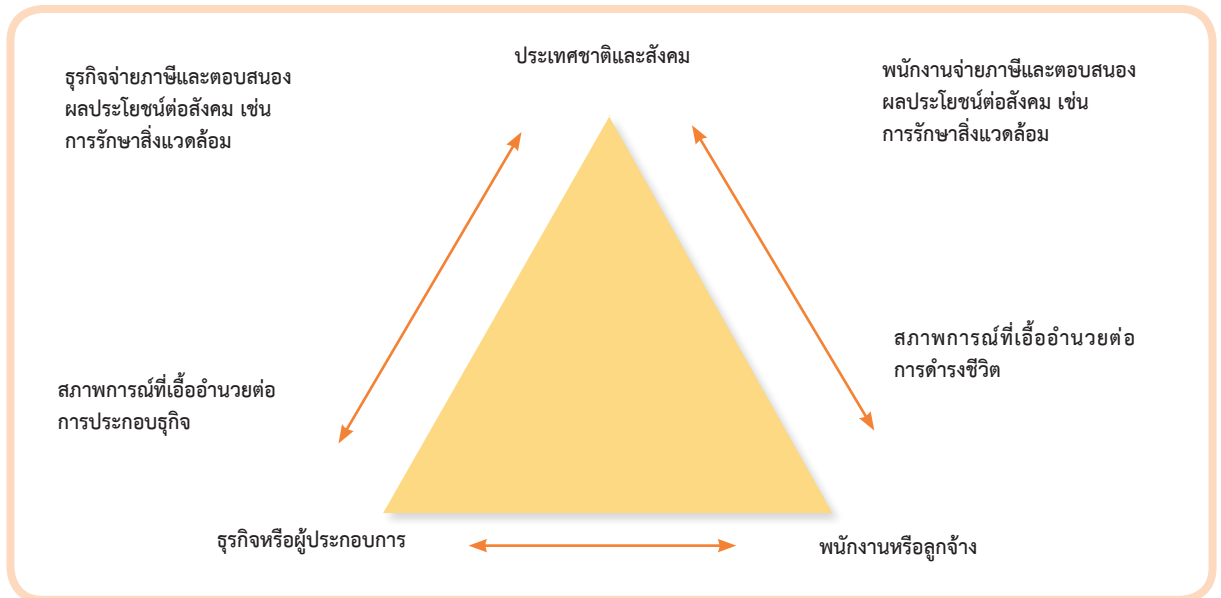 ประเทศชาติและสังคม
ธุรกิจจ่ายภาษีและตอบสนอง
ผลประโยชน์ต่อสังคม เช่น
การรักษาสิ่งแวดล้อม
พนักงานจ่ายภาษีและตอบสนอง
ผลประโยชน์ต่อสังคม เช่น
การรักษาสิ่งแวดล้อม
สภาพการณ์ที่เอื้ออำนวยต่อ
การประกอบธุกิจ
สภาพการณ์ที่เอื้ออำนวยต่อ
การดำรงชีวิต
ธุรกิจหรือผู้ประกอบการ
พนักงานหรือลูกจ้าง